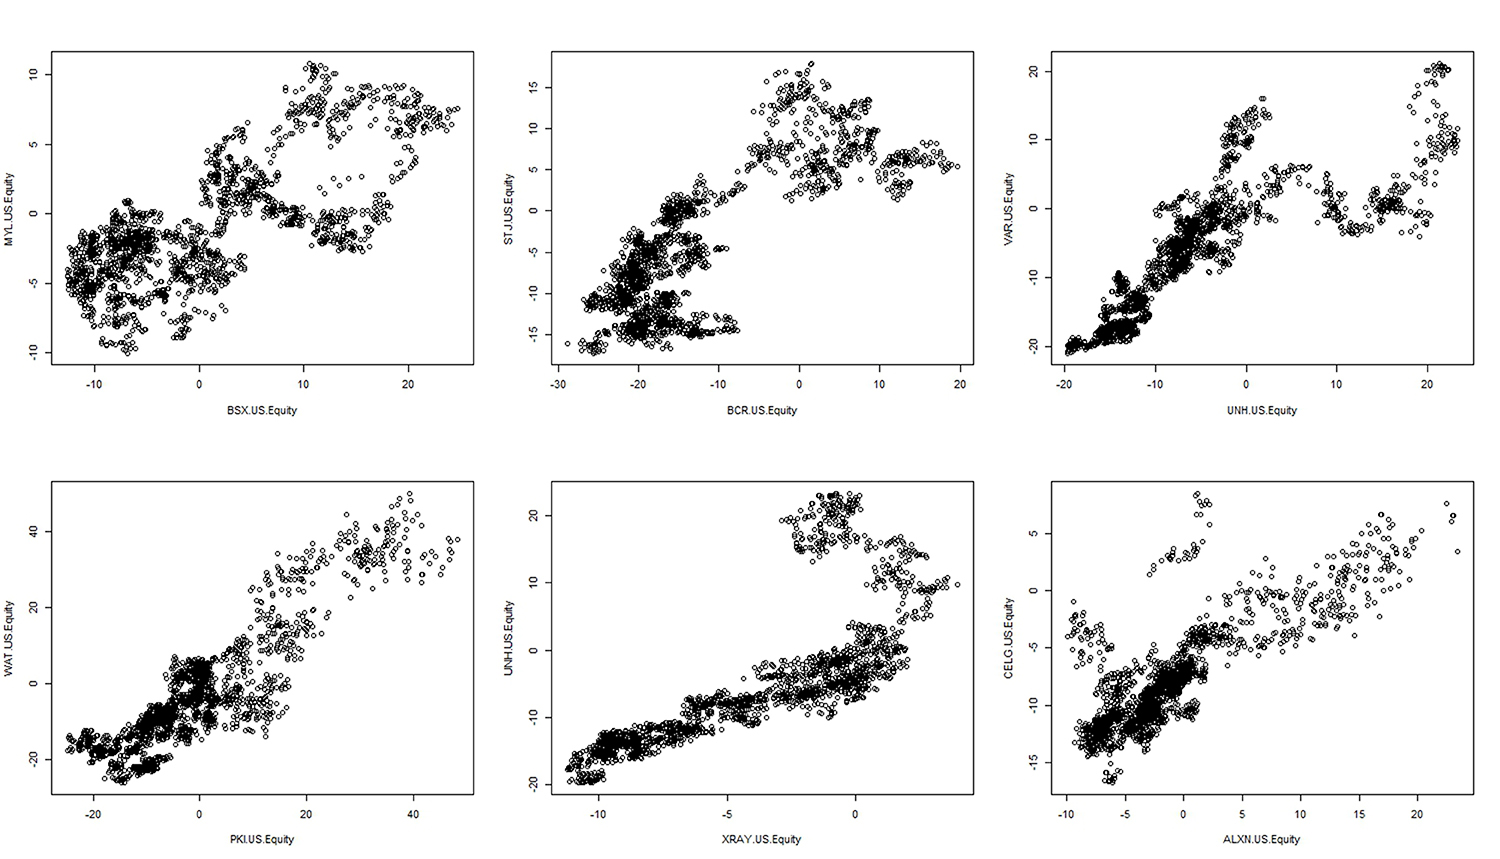 MYL.US.Equity
10
5
0
-5
-10
-10 0 10 20
BSX.US.Equity
ST.US.Equity
15
10
5
0
-5
-10
-15
-30 -20 -10 0 10 20
BCR.US.Equity
VAR.US.Equity
20
10
0
-10
-20
-20 -10 0 10 20
UNH.US.Equity
WAT.US.Equity
40
20
0
-20
-20 0 20 40
PKI.US.Equity
UNH.US.Equity
20
10
0
-10
-20
-10 -5 0
XRAY.US.Equity
CELG.US.Equity
5
0
-5
-10
-15
-10 -5 0 5 10 15 20
ALXN.US.Equity